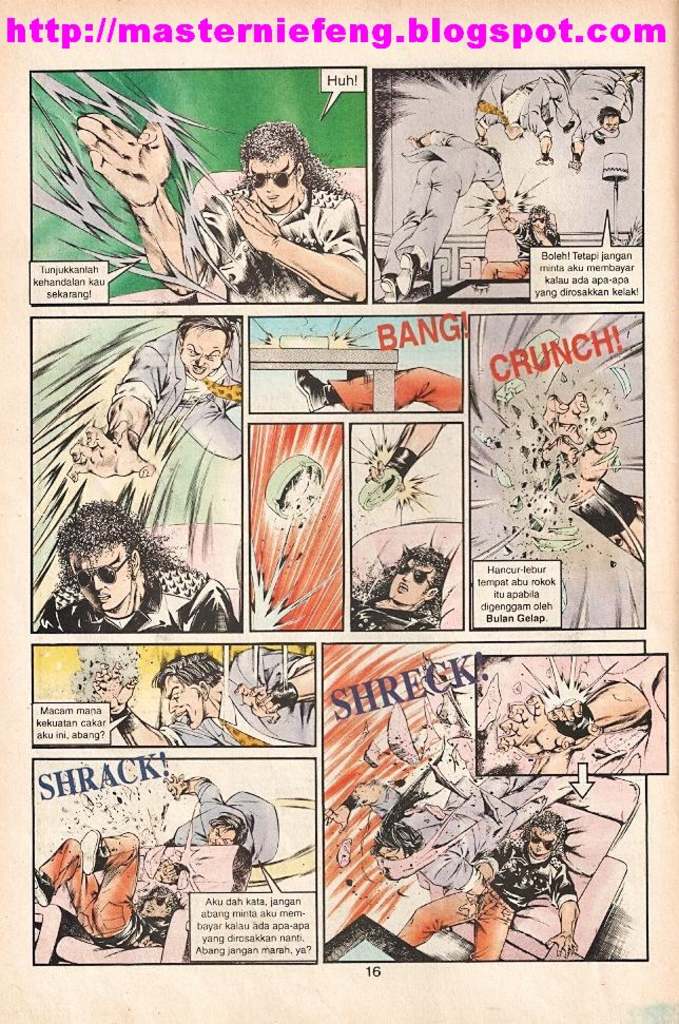 http://masterniefeng.blogspot.com
Huh!
Tunjukkanlah
kehandalan kau
sekarang!
Boleh! Tetapi jangan
minta aku membayar
kalau ada apa-apa
yang dirosakkan kelak!
BANG!
CRUNCH!
Hancur-lebur
tempat abu rokok
itu apabila
digenggam oleh
Bulan Gelap.
Macam mana
kekuatan cakar
aku ini, abang?
SHRECK!
SHRACK!
Aku dah kata, jangan
abang minta aku mem-
bayar kalau ada apa-apa
yang dirosakkan nanti.
Abang jangan marah, ya?
16